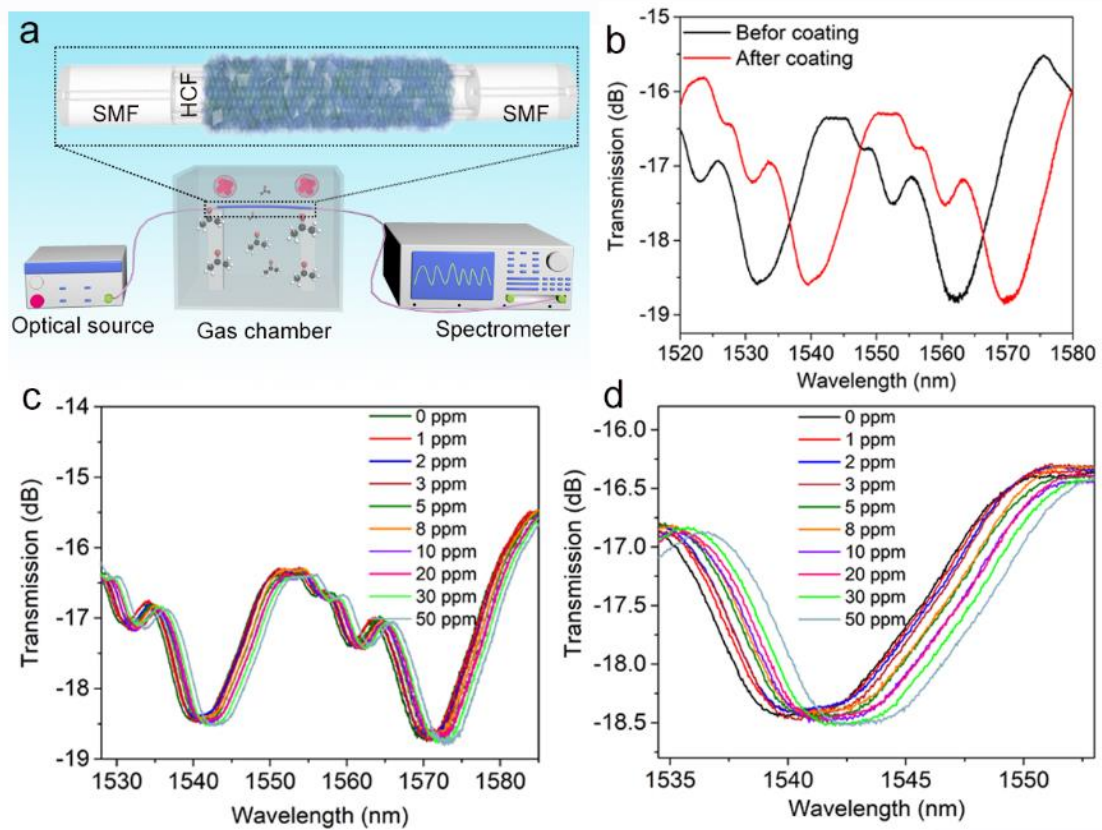 a
SMF
HCF
SMF
Optical source
Gas chamber
Spectrometer
b
Befor coating
After coating
-15
-16
-17
-18
-19
Transmission (dB)
1520 1530 1540 1550 1560 1570 1580
Wavelength (nm)
c
0 ppm
1 ppm
2 ppm
3 ppm
5 ppm
8 ppm
10 ppm
20 ppm
30 ppm
50 ppm
-14
-15
-16
-17
-18
-19
Transmission (dB)
1530 1540 1550 1560 1570 1580
Wavelength (nm)
d
0 ppm
1 ppm
2 ppm
3 ppm
5 ppm
8 ppm
10 ppm
20 ppm
30 ppm
50 ppm
-16.0
-16.5
-17.0
-17.5
-18.0
-18.5
Transmission (dB)
1535 1540 1545 1550
Wavelength (nm)